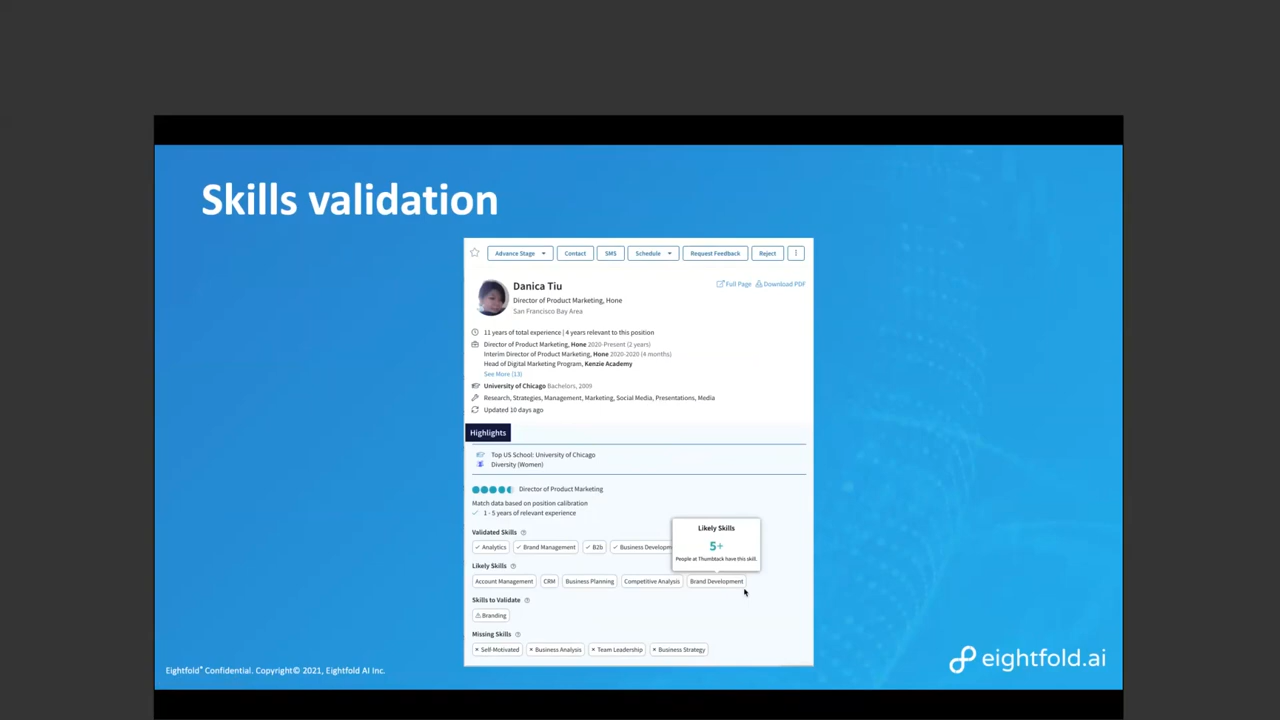 Skills validation
Advance Stage
Contact
SMS
Schedule
Request Feedback
Reject
Danica Tiu
Full Page
Download PDF
Director of Product Marketing, Hone
San Francisco Bay Area
11 years of total experience | 4 years relevant to this position
Director of Product Marketing, Hone 2020-Present (2 years)
Interim Director of Product Marketing, Hone 2020-2020 (4 months)
Head of Digital Marketing Program, Kenzie Academy
See More (13)
University of Chicago Bachelors, 2009
Research, Strategies, Management, Marketing, Social Media, Presentations, Media
Updated 10 days ago
Highlights
Top US School: University of Chicago
Diversity (Women)
Director of Product Marketing
Match data based on position calibration
1 - 5 years of relevant experience
Likely Skills
5+
People at Thumbtack have this skill.
Validated Skills
Analytics
Brand Management
B2b
Business Developm
Likely Skills
Account Management
CRM
Business Planning
Competitive Analysis
Brand Development
Skills to Validate
Branding
Missing Skills
Self-Motivated
Business Analysis
Team Leadership
Business Strategy
Eightfold® Confidential. Copyright© 2021, Eightfold AI Inc.
eightfold.ai